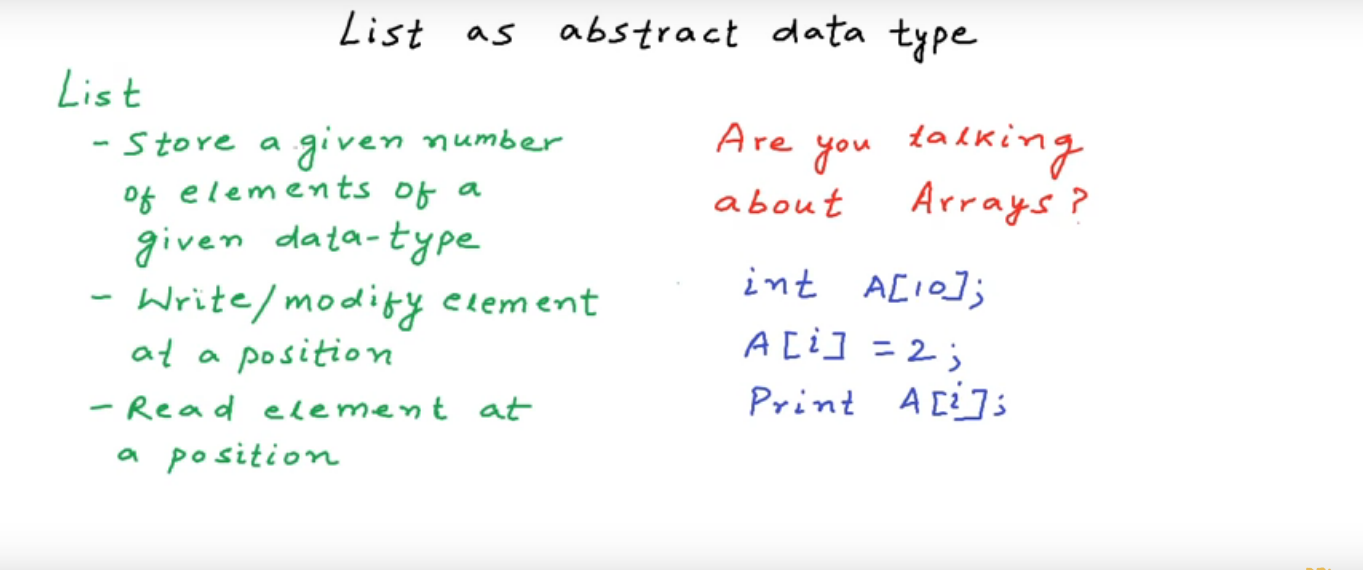 List as abstract data type
List
- Store a given number
of elements of a
given data-type
- Write/modify element
at a position
- Read element at
a position
Are you talking
about Arrays?
int A[10];
A[i] = 2;
Print A[i];